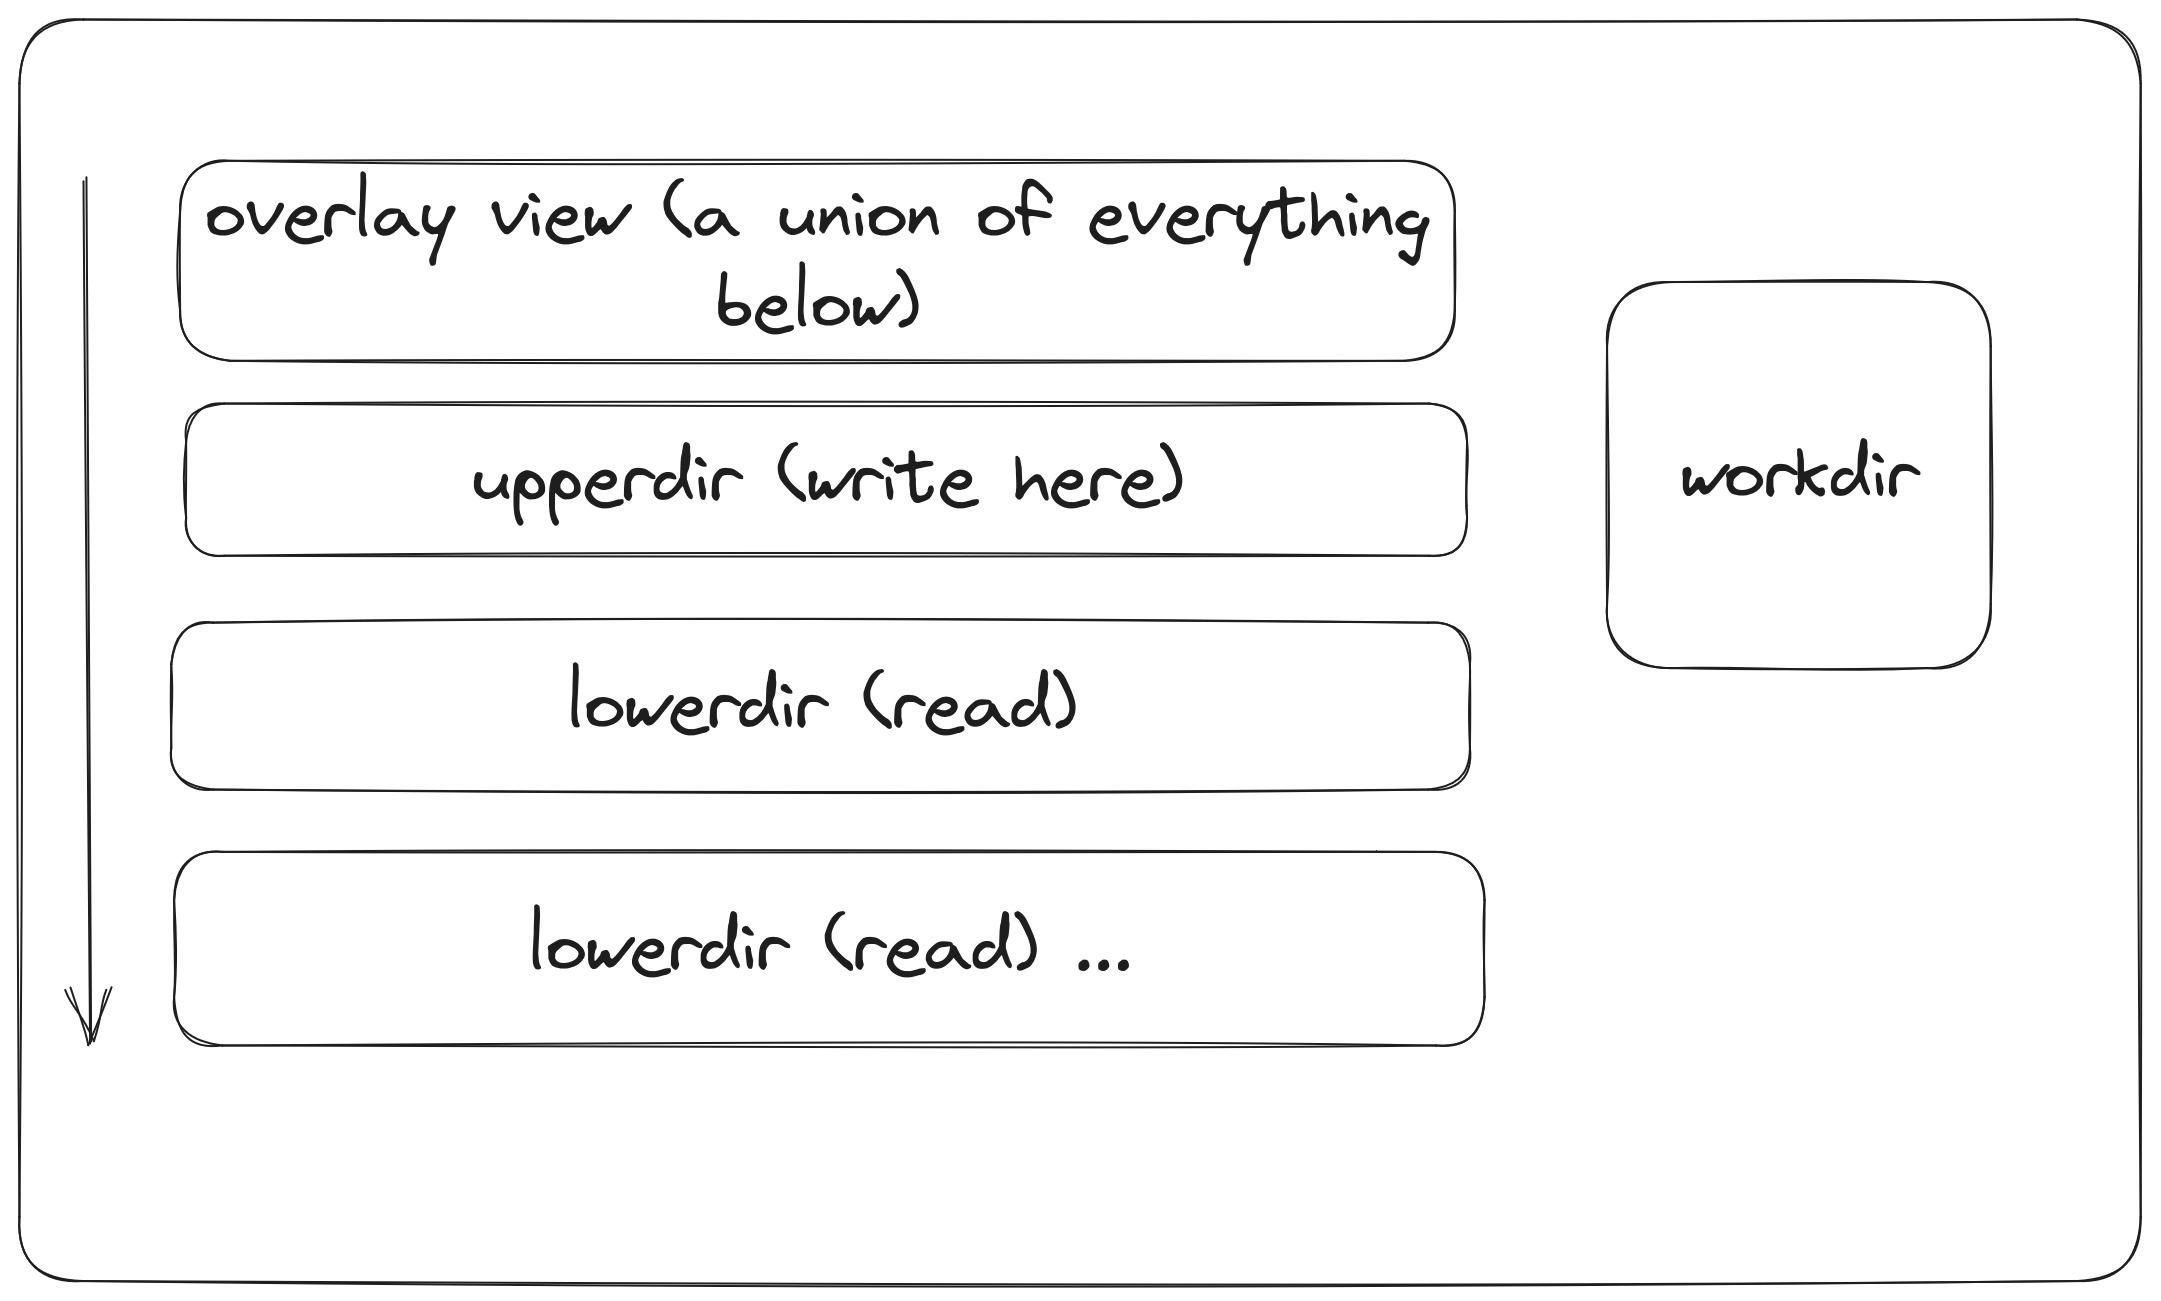 overlay view (a union of everything
below)
upperdir (write here)
workdir
lowerdir (read)
lowerdir (read) ...